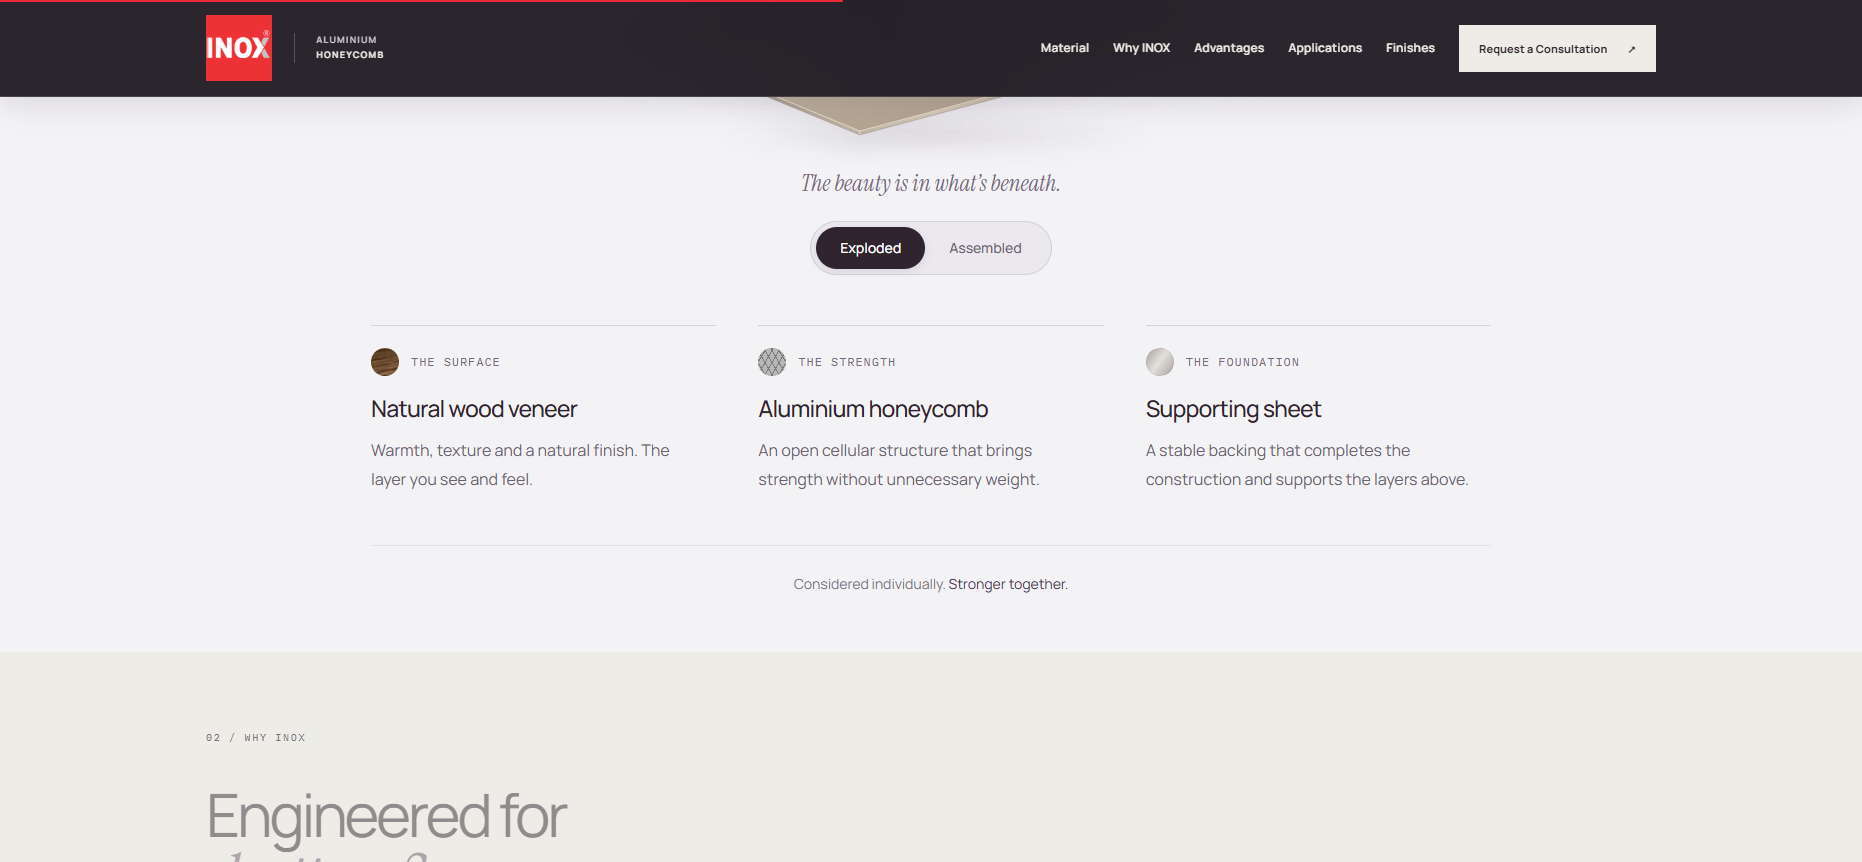 INOX®
ALUMINIUM
HONEYCOMB
Material
Why INOX
Advantages
Applications
Finishes
Request a Consultation ↗
The beauty is in what’s beneath.
Exploded
Assembled
THE SURFACE
Natural wood veneer
Warmth, texture and a natural finish. The
layer you see and feel.
THE STRENGTH
Aluminium honeycomb
An open cellular structure that brings
strength without unnecessary weight.
THE FOUNDATION
Supporting sheet
A stable backing that completes the
construction and supports the layers above.
Considered individually. Stronger together.
02 / WHY INOX
Engineered for